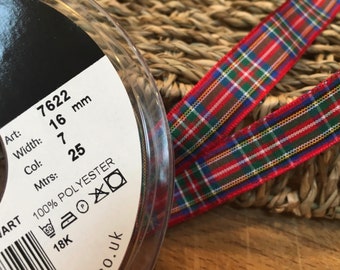 Art: 7622
Width: 16 mm
Col: 7
Mtrs: 25
100% POLYESTER
18K
ART
co.uk